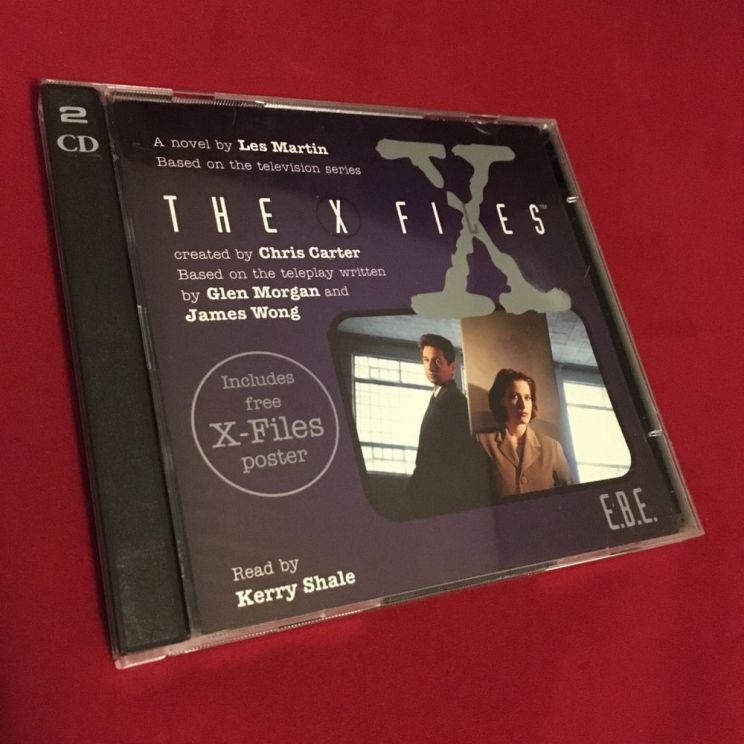 2
CD
A novel by Les Martin
Based on the television series
THE X FILES™
created by Chris Carter
Based on the teleplay written
by Glen Morgan and
James Wong
Includes
free
X-Files
poster
E.B.E.
Read by
Kerry Shale
X